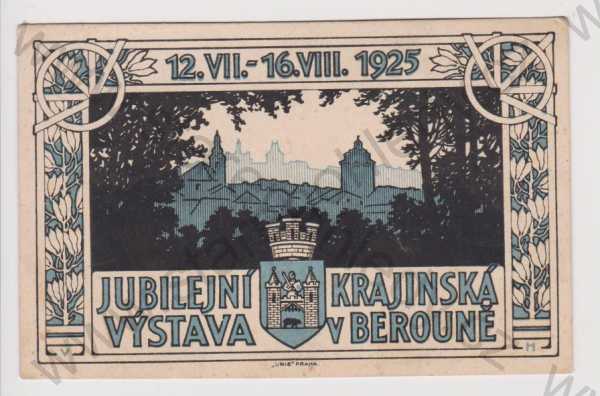 12. VII. - 16. VIII. 1925
JUBILEJNÍ KRAJINSKÁ
VÝSTAVA V BEROUNĚ
V H
„UNIE“ PRAHA.